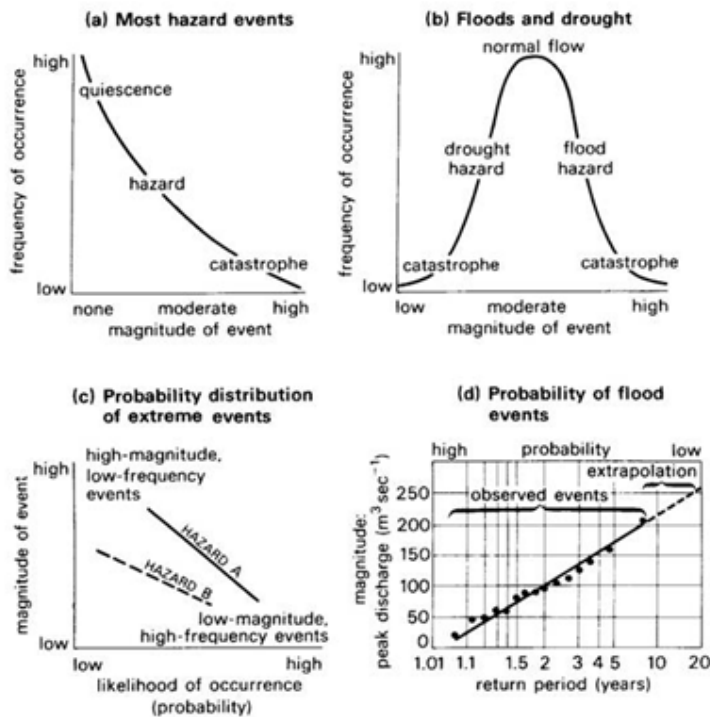 (a) Most hazard events
high
quiescence
hazard
catastrophe
low
none moderate high
magnitude of event
frequency of occurrence
(b) Floods and drought
normal flow
high
drought hazard
flood hazard
catastrophe
catastrophe
low
low moderate high
magnitude of event
frequency of occurrence
(c) Probability distribution
of extreme events
high
high-magnitude,
low-frequency
events
HAZARD A
HAZARD B
low-magnitude,
high-frequency events
low
low high
likelihood of occurrence
(probability)
magnitude of event
(d) Probability of flood
events
high probability low
extrapolation
observed events
250
200
150
100
50
0
1.01 1.1 1.5 2 3 4 5 10 20
return period (years)
magnitude:
peak discharge (m³ sec⁻¹)